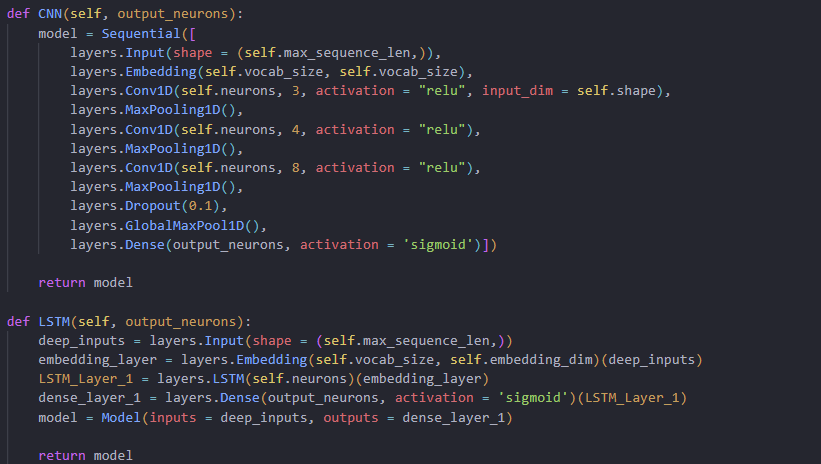 def CNN(self, output_neurons):
    model = Sequential([
        layers.Input(shape = (self.max_sequence_len,)),
        layers.Embedding(self.vocab_size, self.vocab_size),
        layers.Conv1D(self.neurons, 3, activation = "relu", input_dim = self.shape),
        layers.MaxPooling1D(),
        layers.Conv1D(self.neurons, 4, activation = "relu"),
        layers.MaxPooling1D(),
        layers.Conv1D(self.neurons, 8, activation = "relu"),
        layers.MaxPooling1D(),
        layers.Dropout(0.1),
        layers.GlobalMaxPool1D(),
        layers.Dense(output_neurons, activation = 'sigmoid')])
    return model
def LSTM(self, output_neurons):
    deep_inputs = layers.Input(shape = (self.max_sequence_len,))
    embedding_layer = layers.Embedding(self.vocab_size, self.embedding_dim)(deep_inputs)
    LSTM_Layer_1 = layers.LSTM(self.neurons)(embedding_layer)
    dense_layer_1 = layers.Dense(output_neurons, activation = 'sigmoid')(LSTM_Layer_1)
    model = Model(inputs = deep_inputs, outputs = dense_layer_1)
    return model